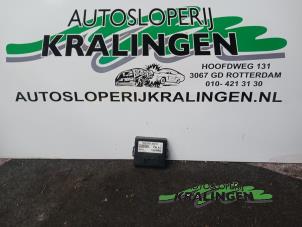 AUTOSLOPERIJ
KRALINGEN
HOOFDWEG 131
3067 GD ROTTERDAM
010- 421 31 30
AUTOSLOPERIJKRALINGEN.NL
AUTOSLOPERIJ
KRALINGEN